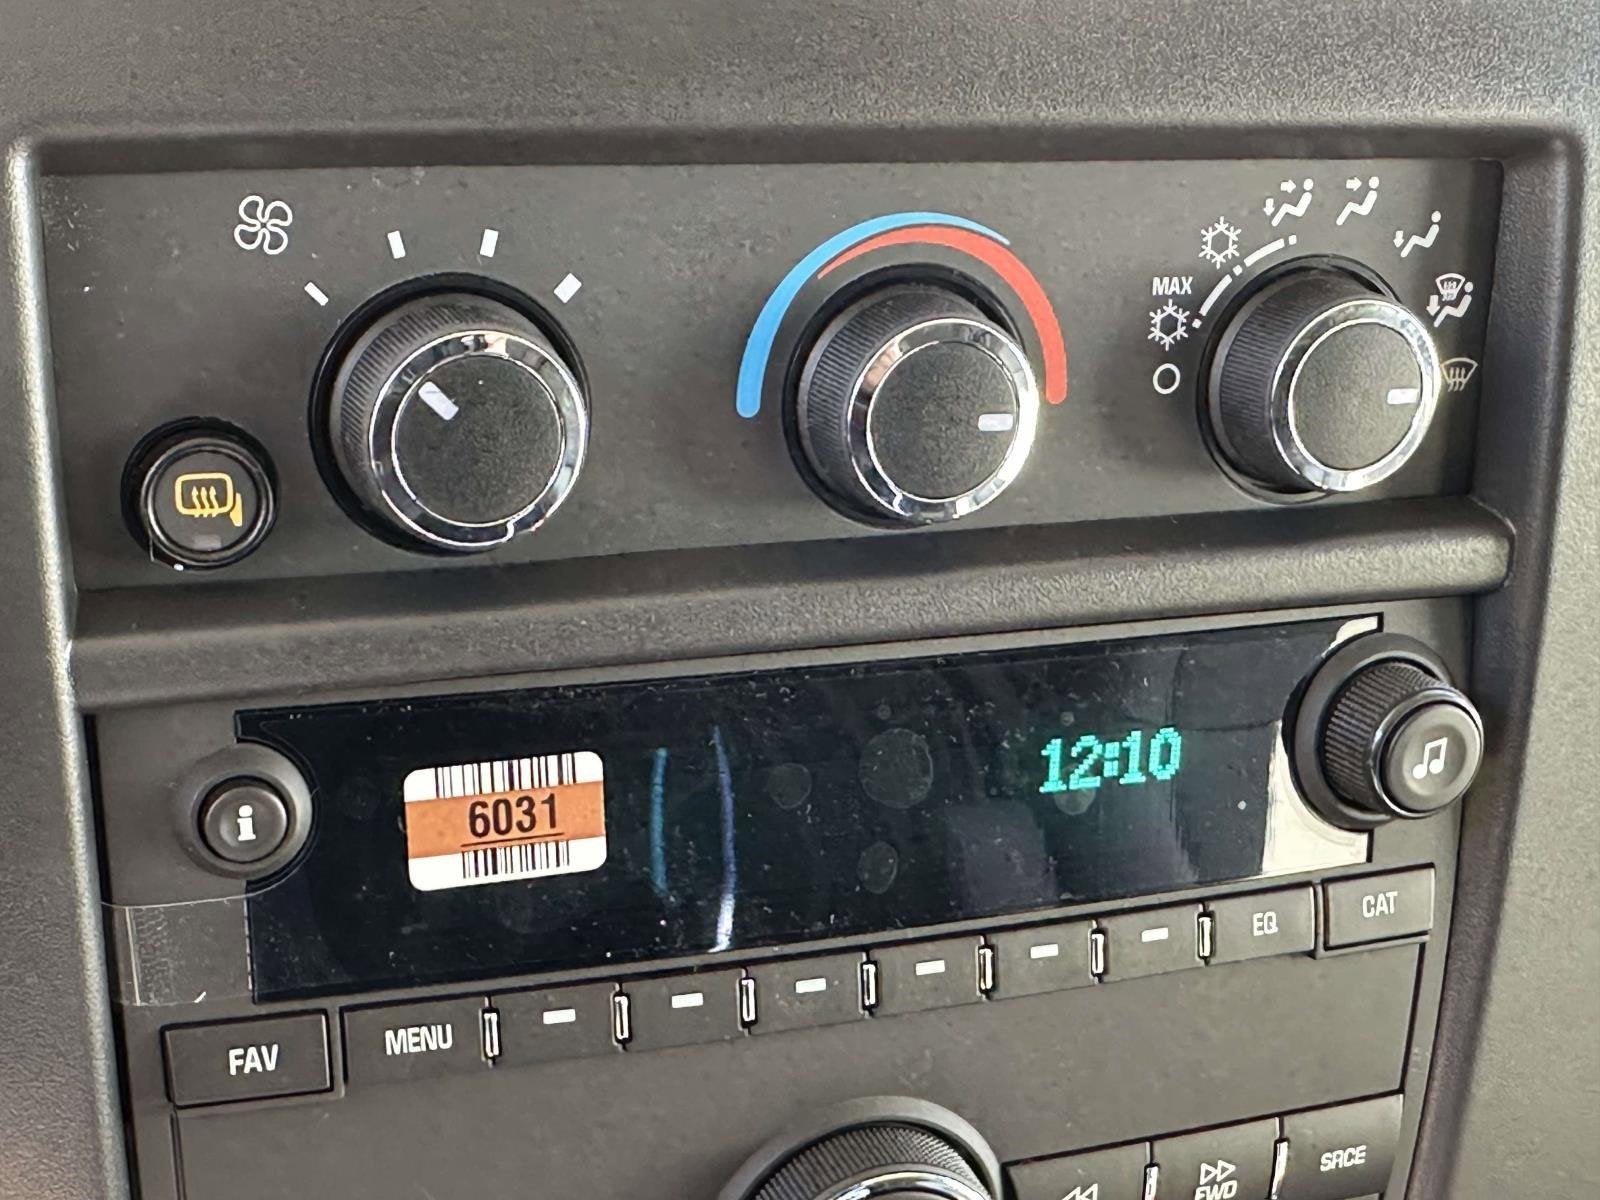 MAX
12:10
6031
i
EQ
CAT
FAV
MENU
FWD
SRCE